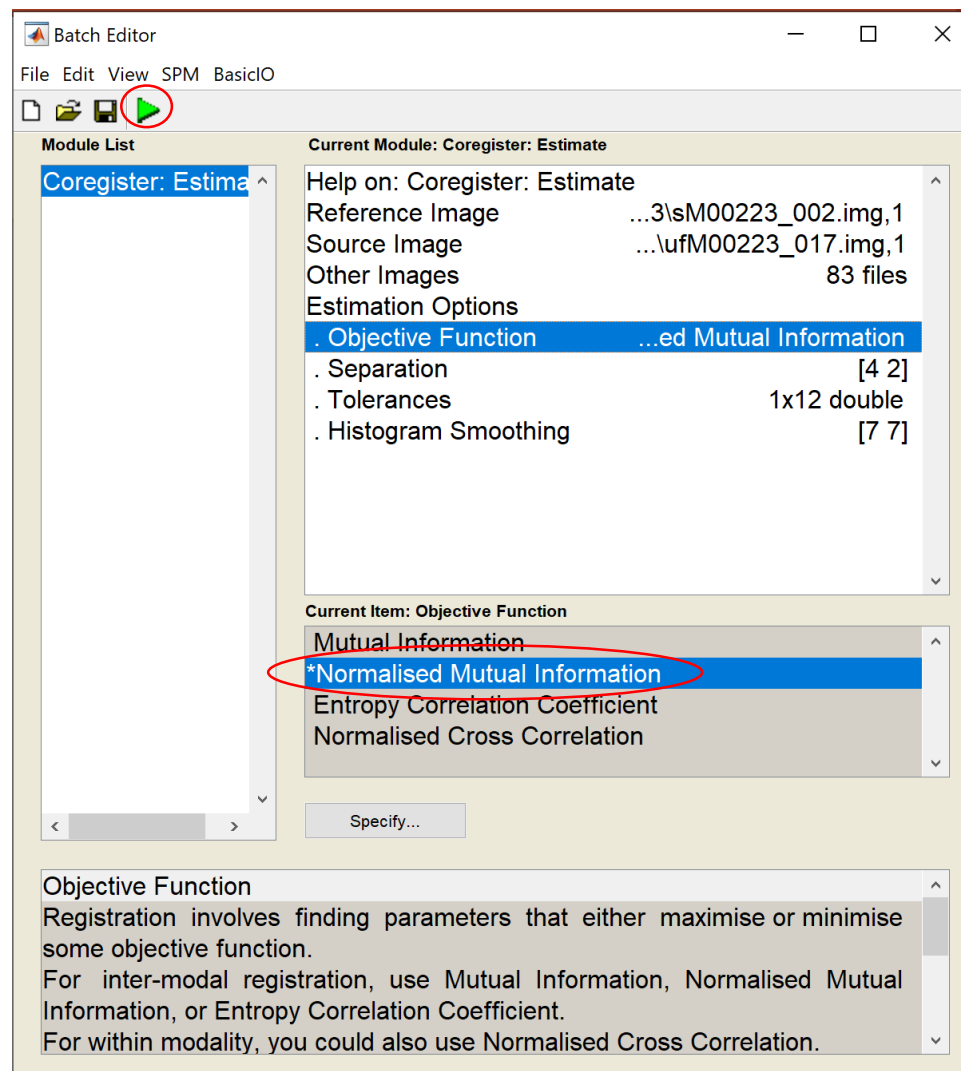 Batch Editor
File Edit View SPM BasicIO
Module List
Current Module: Coregister: Estimate
Coregister: Estima
Help on: Coregister: Estimate
Reference Image ...3\sM00223_002.img,1
Source Image ...\ufM00223_017.img,1
Other Images 83 files
Estimation Options
. Objective Function ...ed Mutual Information
. Separation [4 2]
. Tolerances 1x12 double
. Histogram Smoothing [7 7]
Current Item: Objective Function
Mutual Information
*Normalised Mutual Information
Entropy Correlation Coefficient
Normalised Cross Correlation
Specify...
Objective Function
Registration involves finding parameters that either maximise or minimise
some objective function.
For inter-modal registration, use Mutual Information, Normalised Mutual
Information, or Entropy Correlation Coefficient.
For within modality, you could also use Normalised Cross Correlation.